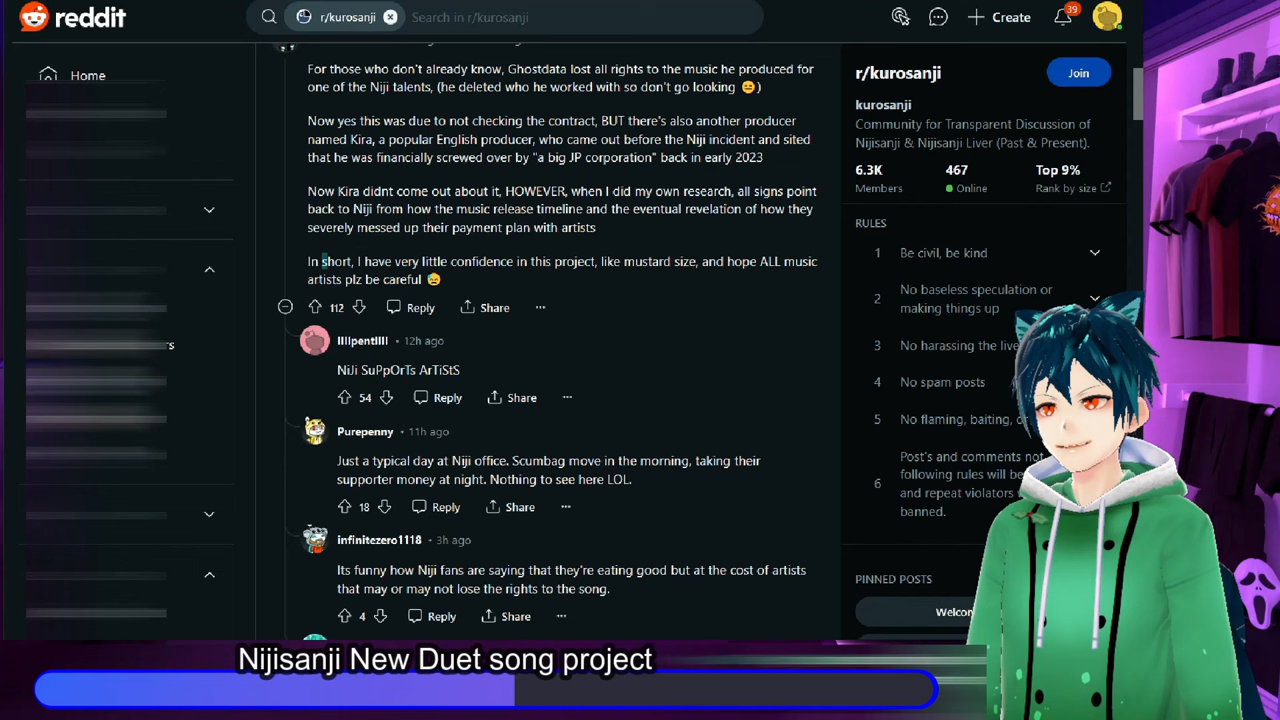 reddit
r/kurosanji
Search in r/kurosanji
Create
39
Home
For those who don't already know, Ghostdata lost all rights to the music he produced for
one of the Niji talents, (he deleted who he worked with so don't go looking 😑)
Now yes this was due to not checking the contract, BUT there's also another producer
named Kira, a popular English producer, who came out before the Niji incident and sited
that he was financially screwed over by "a big JP corporation" back in early 2023
Now Kira didnt come out about it, HOWEVER, when I did my own research, all signs point
back to Niji from how the music release timeline and the eventual revelation of how they
severely messed up their payment plan with artists
In short, I have very little confidence in this project, like mustard size, and hope ALL music
artists plz be careful 😥
112
Reply
Share
...
IIIIpentIIII • 12h ago
NiJi SuPpOrTs ArTiStS
54
Reply
Share
...
Purepenny • 11h ago
Just a typical day at Niji office. Scumbag move in the morning, taking their
supporter money at night. Nothing to see here LOL.
18
Reply
Share
...
infinitezero1118 • 3h ago
Its funny how Niji fans are saying that they're eating good but at the cost of artists
that may or may not lose the rights to the song.
4
Reply
Share
...
r/kurosanji
Join
kurosanji
Community for Transparent Discussion of
Nijisanji & Nijisanji Liver (Past & Present).
6.3K
467
Top 9%
Members
Online
Rank by size
RULES
1
Be civil, be kind
2
No baseless speculation or
making things up
3
No harassing the live
4
No spam posts
5
No flaming, baiting, o
6
Post's and comments not
following rules will be
and repeat violators
banned.
PINNED POSTS
Welcom
Nijisanji New Duet song project